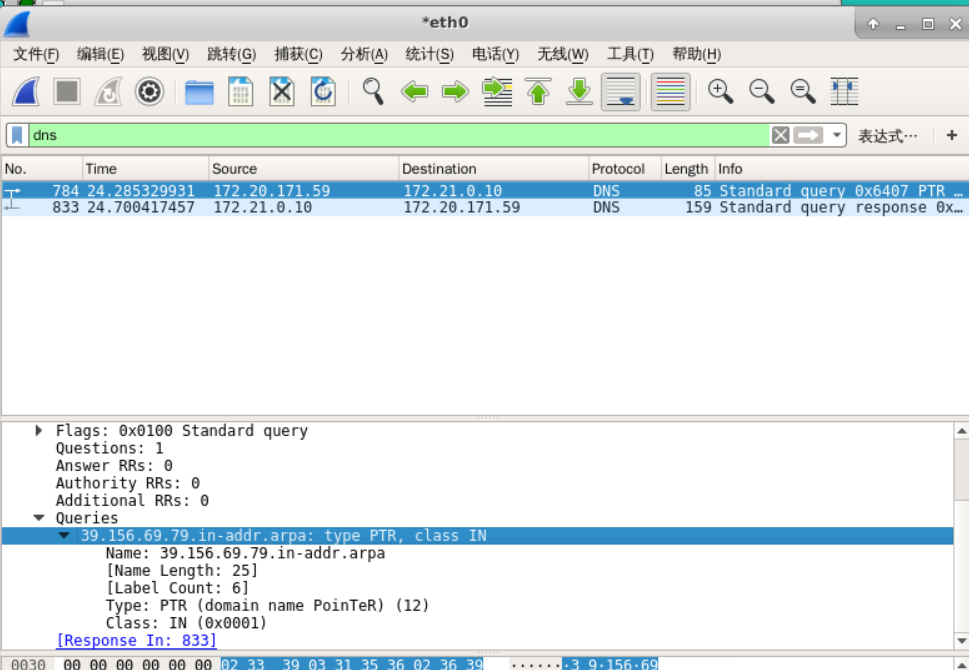 *eth0
文件(F) 编辑(E) 视图(V) 跳转(G) 捕获(C) 分析(A) 统计(S) 电话(Y) 无线(W) 工具(T) 帮助(H)
dns 表达式… +
No. Time Source Destination Protocol Length Info
784 24.285329931 172.20.171.59 172.21.0.10 DNS 85 Standard query 0x6407 PTR …
833 24.700417457 172.21.0.10 172.20.171.59 DNS 159 Standard query response 0x…
Flags: 0x0100 Standard query
Questions: 1
Answer RRs: 0
Authority RRs: 0
Additional RRs: 0
Queries
39.156.69.79.in-addr.arpa: type PTR, class IN
Name: 39.156.69.79.in-addr.arpa
[Name Length: 25]
[Label Count: 6]
Type: PTR (domain name PoinTeR) (12)
Class: IN (0x0001)
[Response In: 833]
0030 00 00 00 00 00 00 02 33 39 03 31 35 36 02 36 39 ·······3 9·156·69